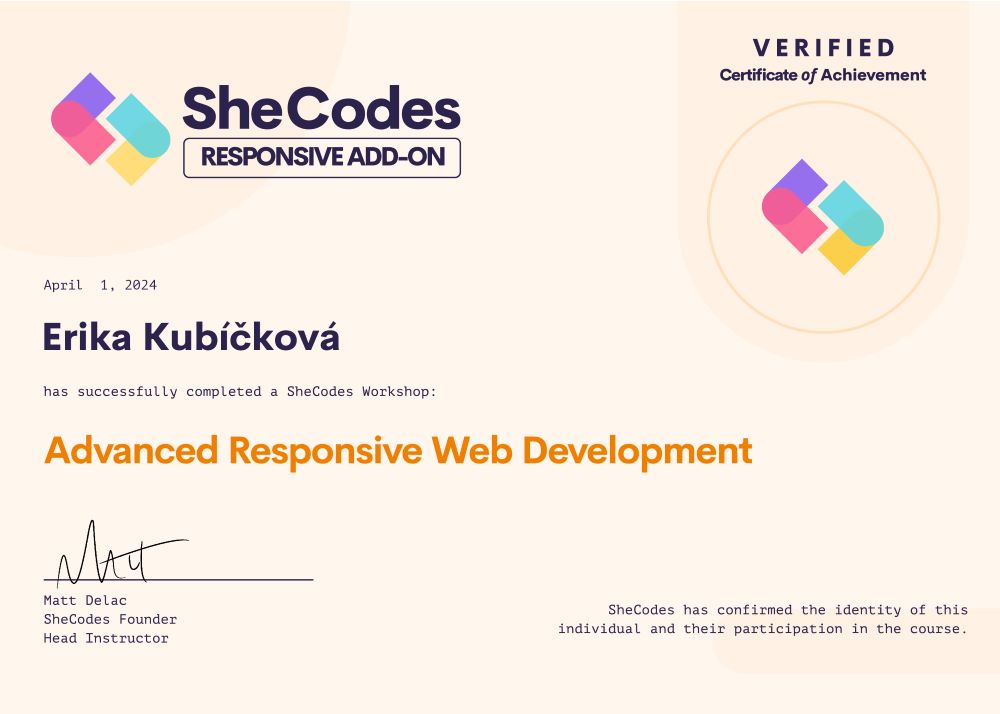 VERIFIED
Certificate of Achievement
SheCodes
RESPONSIVE ADD-ON
April 1, 2024
Erika Kubíčková
has successfully completed a SheCodes Workshop:
Advanced Responsive Web Development
Matt
Matt Delac
SheCodes Founder
Head Instructor
SheCodes has confirmed the identity of this
individual and their participation in the course.